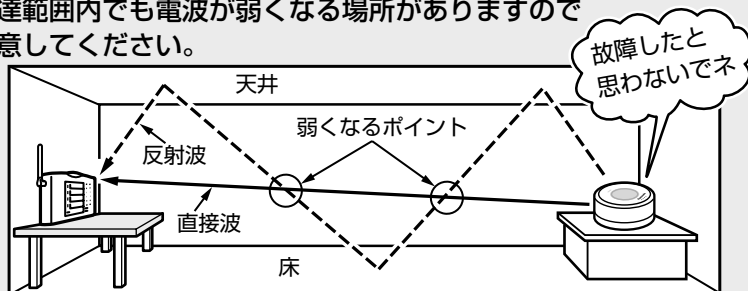 達範囲内でも電波が弱くなる場所がありますので
意してください。
故障したと
思わないでネ
天井
弱くなるポイント
反射波
直接波
床